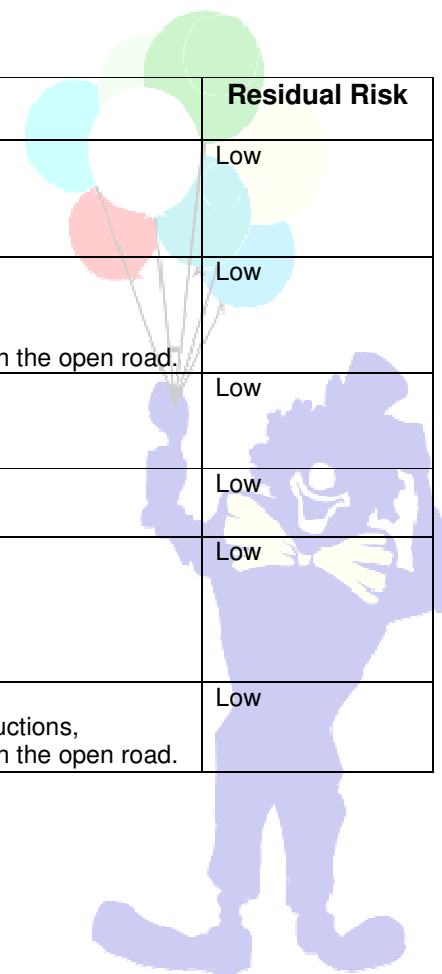 Residual Risk
Low
Low
n the open road.
Low
Low
Low
Low
uctions,
n the open road.